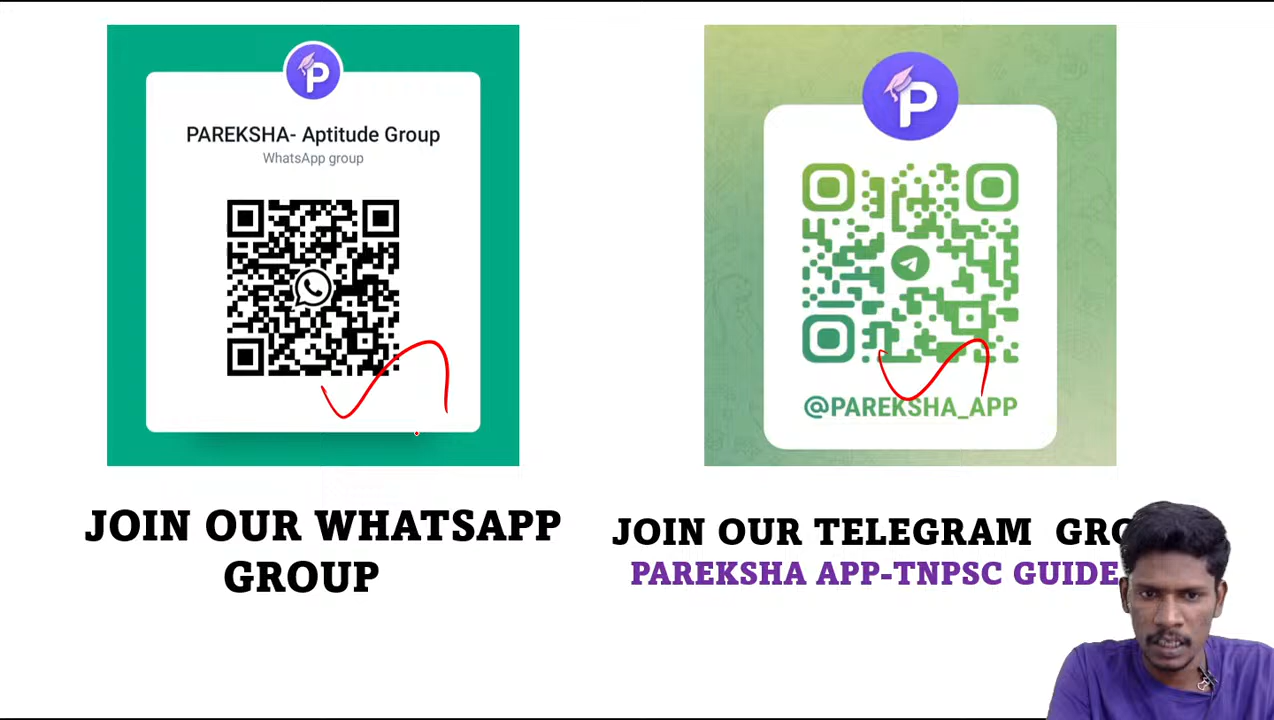 P
PAREKSHA- Aptitude Group
WhatsApp group
JOIN OUR WHATSAPP
GROUP
P
@PAREKSHA_APP
JOIN OUR TELEGRAM GRO
PAREKSHA APP-TNPSC GUIDE